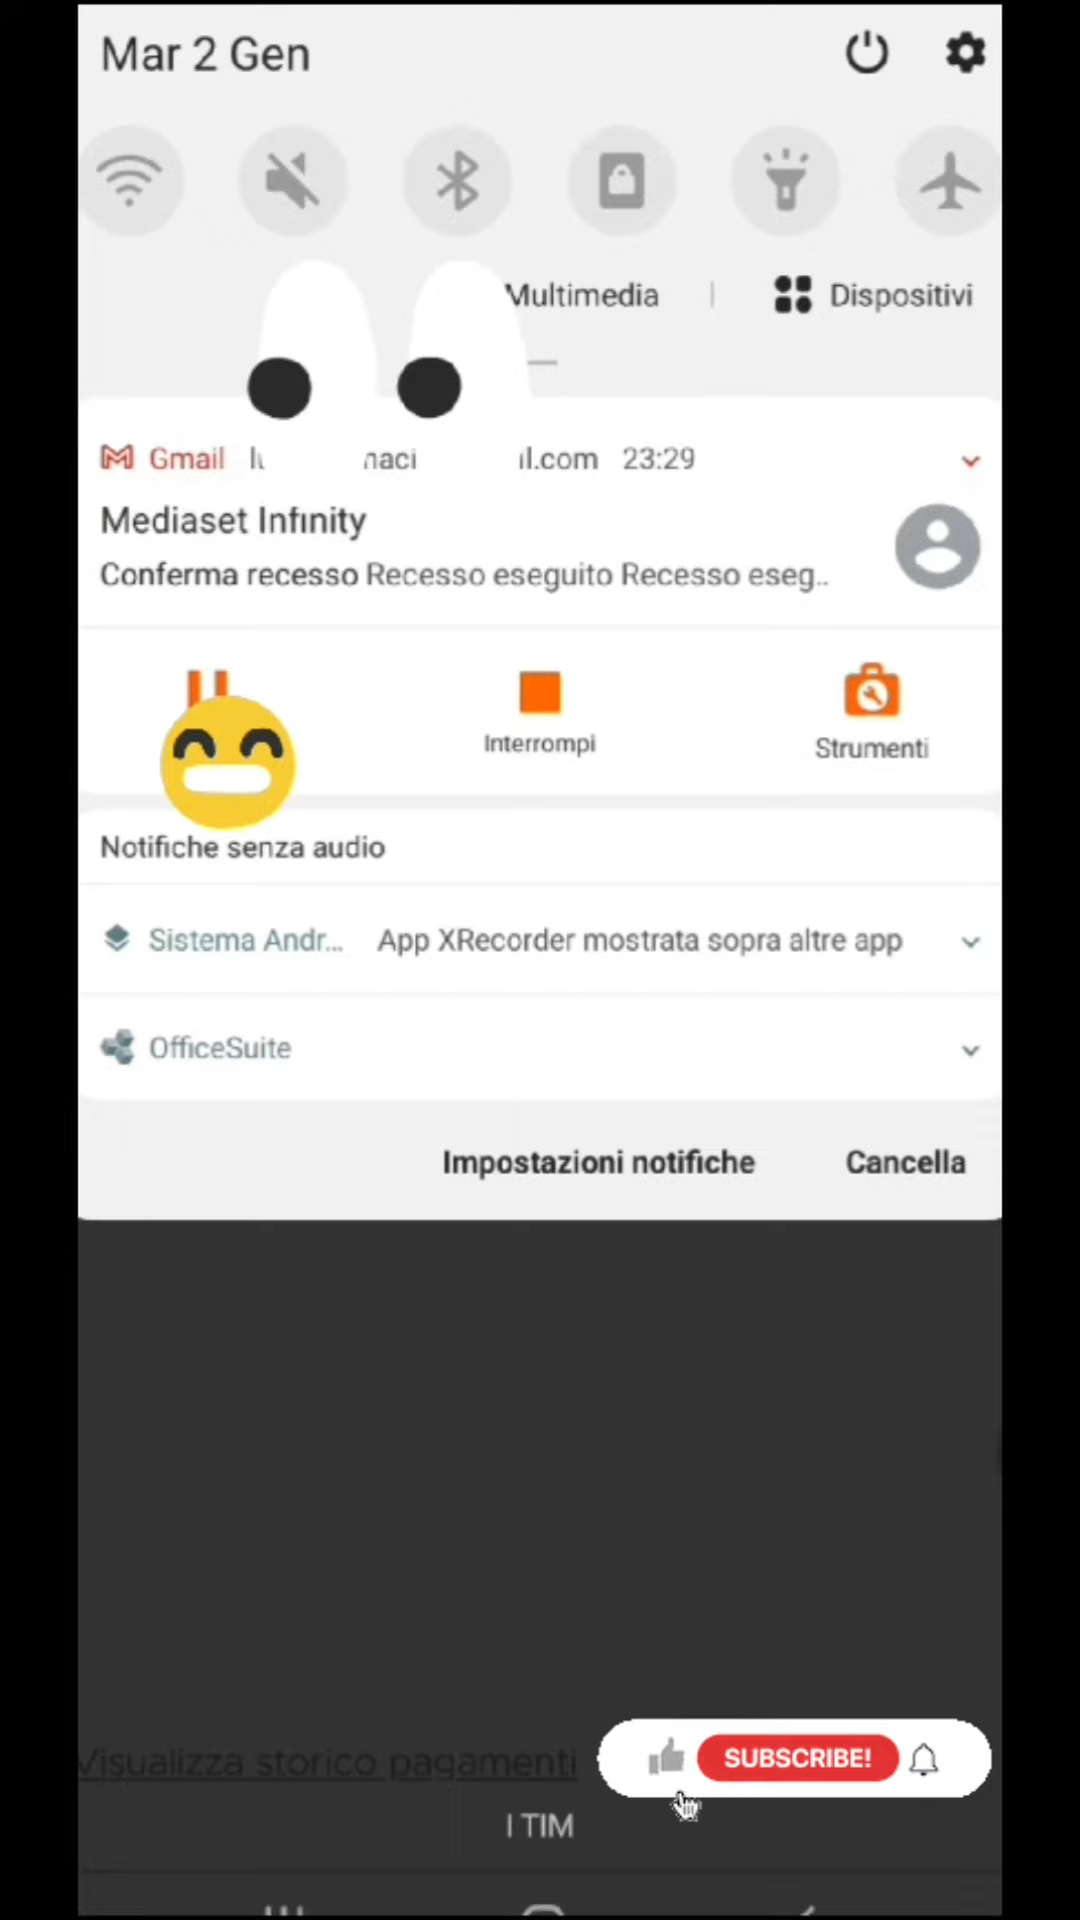 Mar 2 Gen
Multimedia | Dispositivi
Gmail naci il.com 23:29
Mediaset Infinity
Conferma recesso Recesso eseguito Recesso eseg..
Interrompi
Strumenti
Notifiche senza audio
Sistema Andr... App XRecorder mostrata sopra altre app
OfficeSuite
Impostazioni notifiche Cancella
Visualizza storico pagamenti
SUBSCRIBE!
I TIM